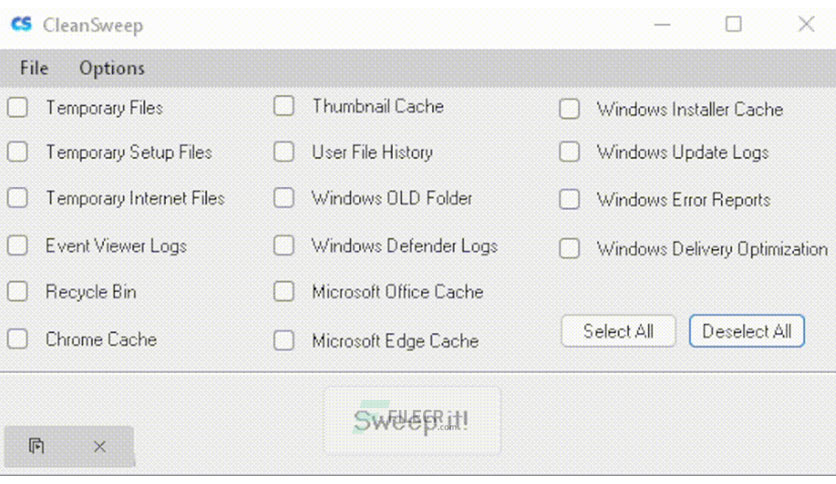 CS CleanSweep
File Options
Temporary Files
Temporary Setup Files
Temporary Internet Files
Event Viewer Logs
Recycle Bin
Chrome Cache
Thumbnail Cache
User File History
Windows OLD Folder
Windows Defender Logs
Microsoft Office Cache
Microsoft Edge Cache
Windows Installer Cache
Windows Update Logs
Windows Error Reports
Windows Delivery Optimization
Select All Deselect All
Sweep it!
FILECR
.com